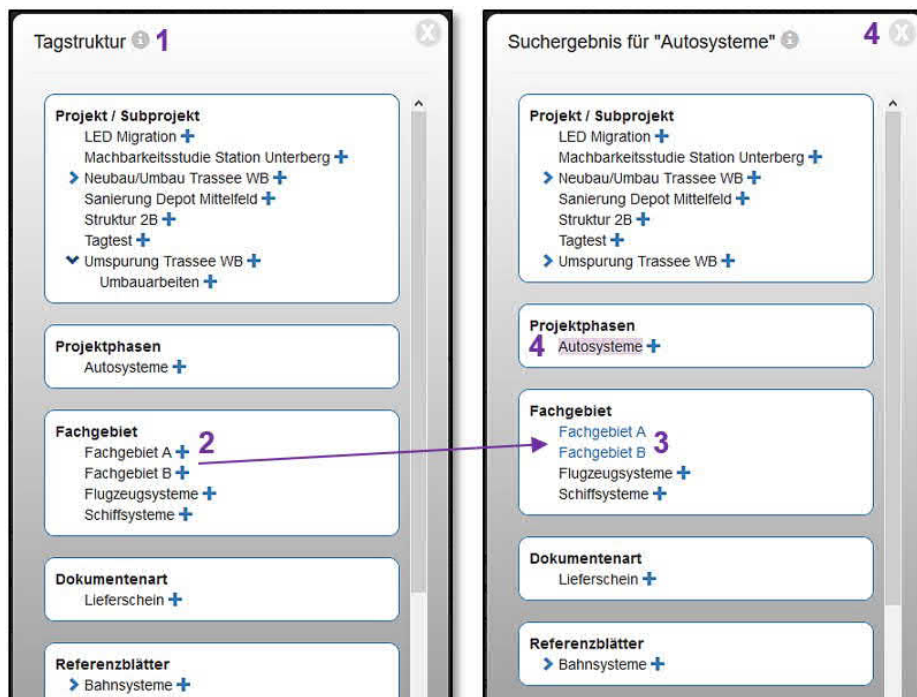 Tagstruktur 1
Projekt / Subprojekt
LED Migration
Machbarkeitsstudie Station Unterberg
Neubau/Umbau Trassee WB
Sanierung Depot Mittelfeld
Struktur 2B
Tagtest
Umspurung Trassee WB
Umbauarbeiten
Projektphasen
Autosysteme
Fachgebiet
Fachgebiet A 2
Fachgebiet B
Flugzeugsysteme
Schiffsysteme
Dokumentenart
Lieferschein
Referenzblätter
Bahnsysteme
Suchergebnis für "Autosysteme" 4
Projekt / Subprojekt
LED Migration
Machbarkeitsstudie Station Unterberg
Neubau/Umbau Trassee WB
Sanierung Depot Mittelfeld
Struktur 2B
Tagtest
Umspurung Trassee WB
Projektphasen
4 Autosysteme
Fachgebiet
Fachgebiet A 3
Fachgebiet B
Flugzeugsysteme
Schiffsysteme
Dokumentenart
Lieferschein
Referenzblätter
Bahnsysteme